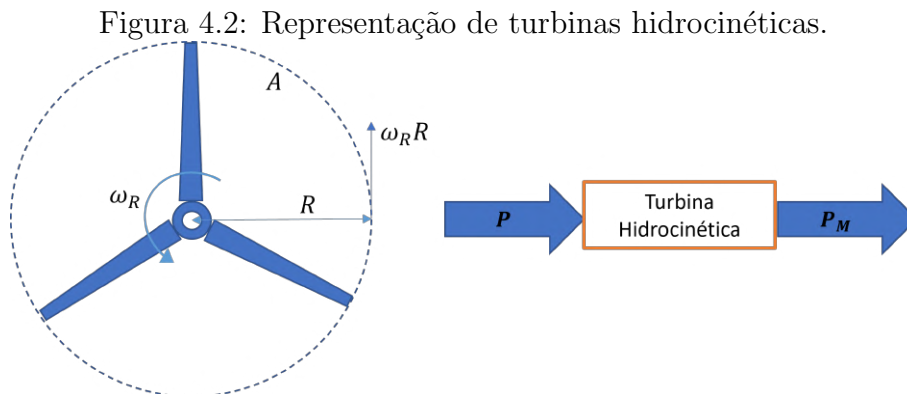 Figura 4.2: Representação de turbinas hidrocinéticas.
A
ω_R R
ω_R
R
P
Turbina
Hidrocinética
P_M